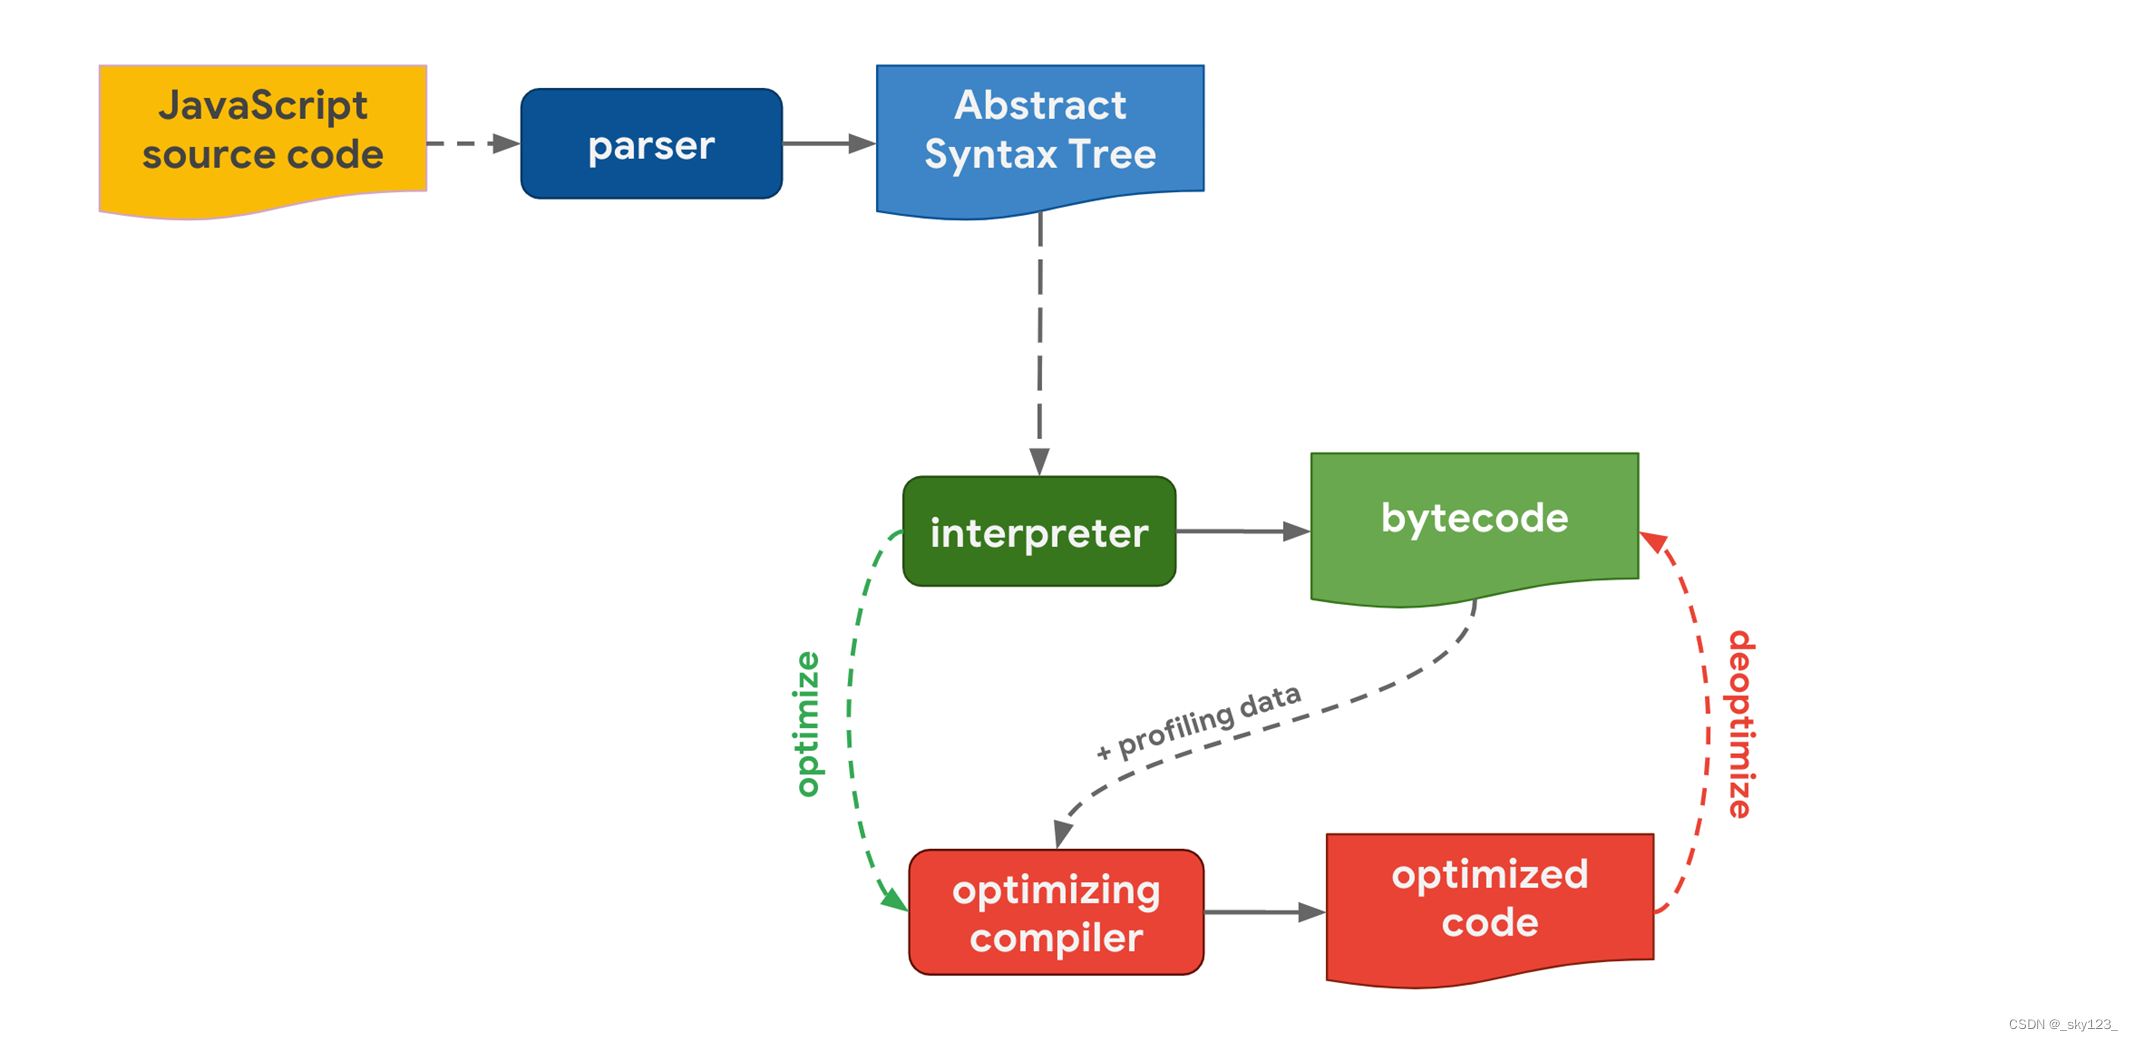 JavaScript
source code
parser
Abstract
Syntax Tree
interpreter
bytecode
optimize
+ profiling data
deoptimize
optimizing
compiler
optimized
code
CSDN @_sky123_